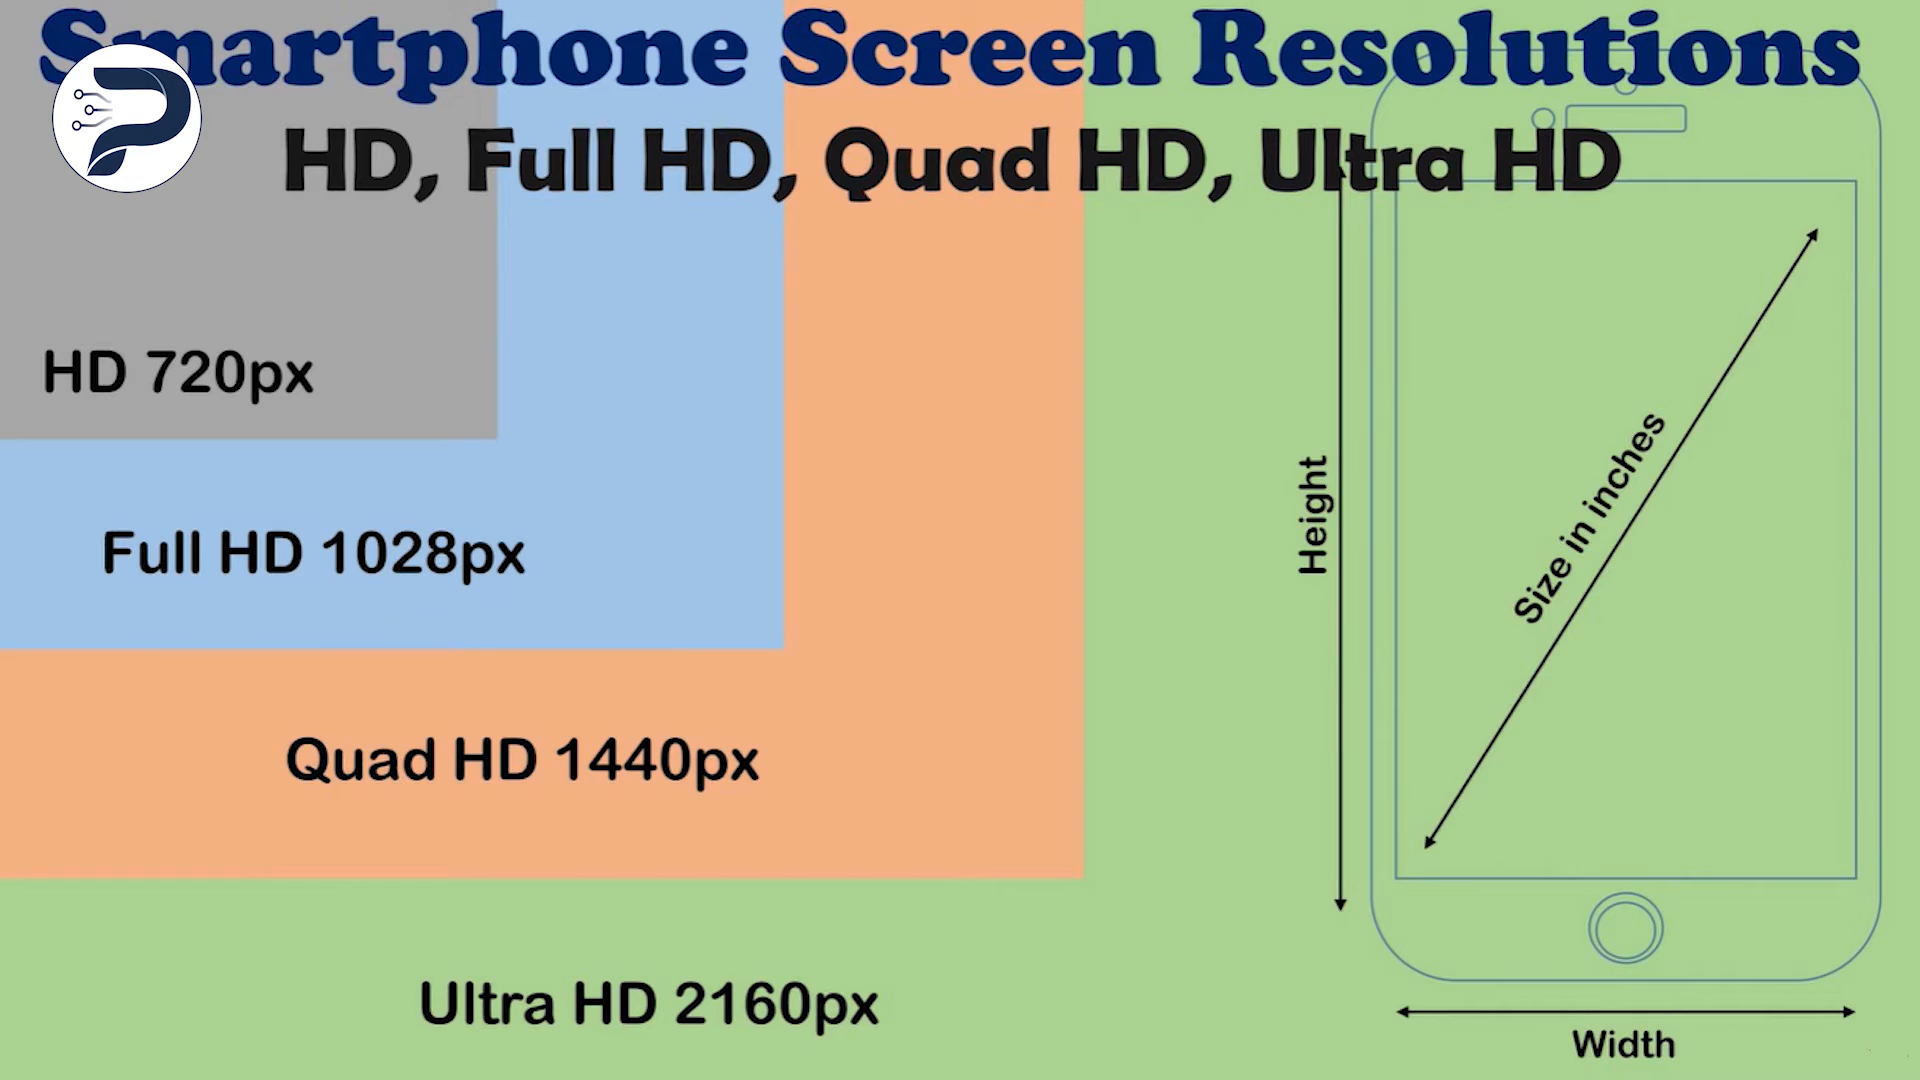 Smartphone Screen Resolutions
HD, Full HD, Quad HD, Ultra HD
HD 720px
Full HD 1028px
Quad HD 1440px
Ultra HD 2160px
Height
Size in inches
Width